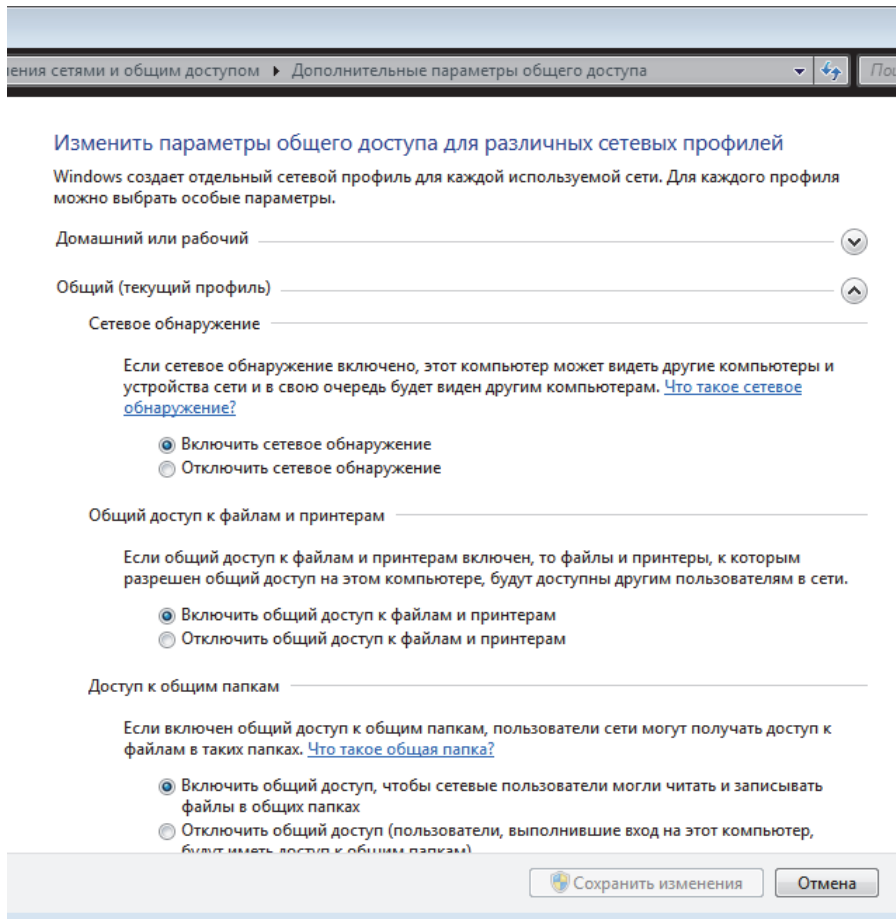 ения сетями и общим доступом ▸ Дополнительные параметры общего доступа
Изменить параметры общего доступа для различных сетевых профилей
Windows создает отдельный сетевой профиль для каждой используемой сети. Для каждого профиля
можно выбрать особые параметры.
Домашний или рабочий
Общий (текущий профиль)
Сетевое обнаружение
Если сетевое обнаружение включено, этот компьютер может видеть другие компьютеры и
устройства сети и в свою очередь будет виден другим компьютерам. Что такое сетевое
обнаружение?
Включить сетевое обнаружение
Отключить сетевое обнаружение
Общий доступ к файлам и принтерам
Если общий доступ к файлам и принтерам включен, то файлы и принтеры, к которым
разрешен общий доступ на этом компьютере, будут доступны другим пользователям в сети.
Включить общий доступ к файлам и принтерам
Отключить общий доступ к файлам и принтерам
Доступ к общим папкам
Если включен общий доступ к общим папкам, пользователи сети могут получать доступ к
файлам в таких папках. Что такое общая папка?
Включить общий доступ, чтобы сетевые пользователи могли читать и записывать
файлы в общих папках
Отключить общий доступ (пользователи, выполнившие вход на этот компьютер,
будут иметь доступ к общим папкам)
Сохранить изменения
Отмена